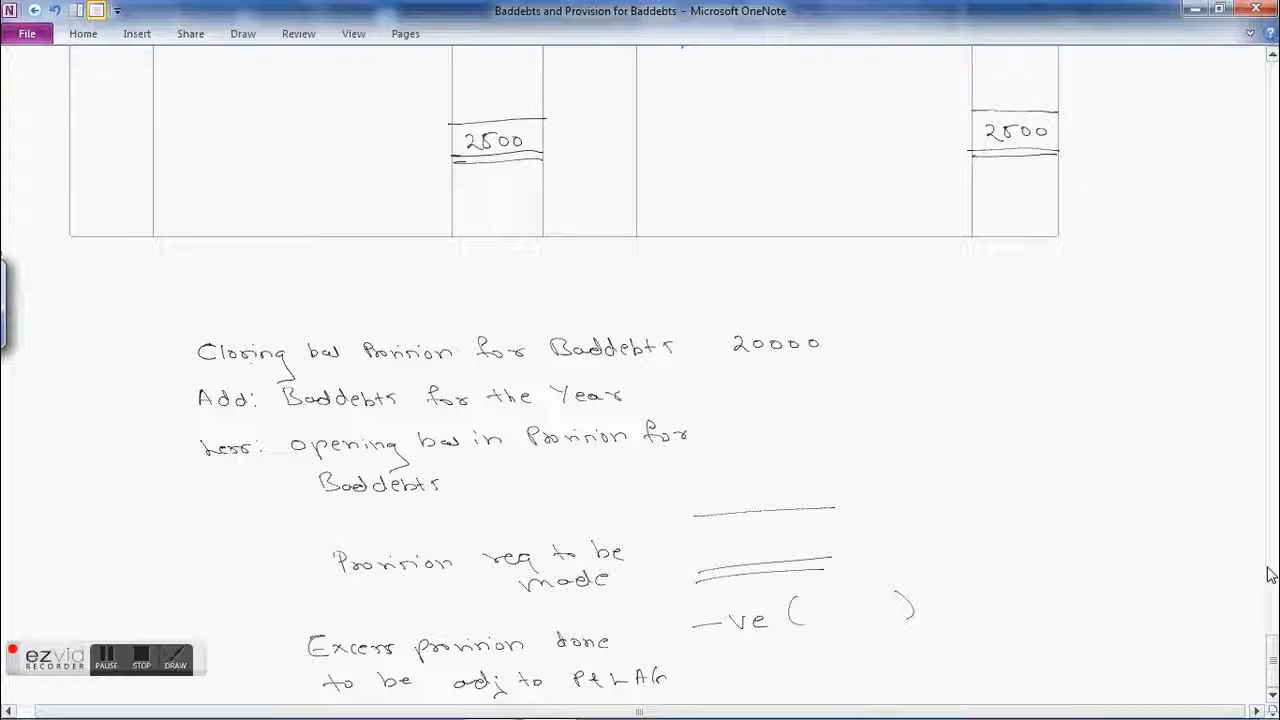 Baddebts and Provision for Baddebts - Microsoft OneNote
File Home Insert Share Draw Review View Pages
2500 2500
Closing bal Provision for Baddebts 20000
Add: Baddebts for the Year
Less: Opening bal in Provision for
Baddebts
Provision req to be
made
-ve ( )
Excess provision done
to be adj to P&L A/c
ezvid
RECORDER
PAUSE STOP DRAW